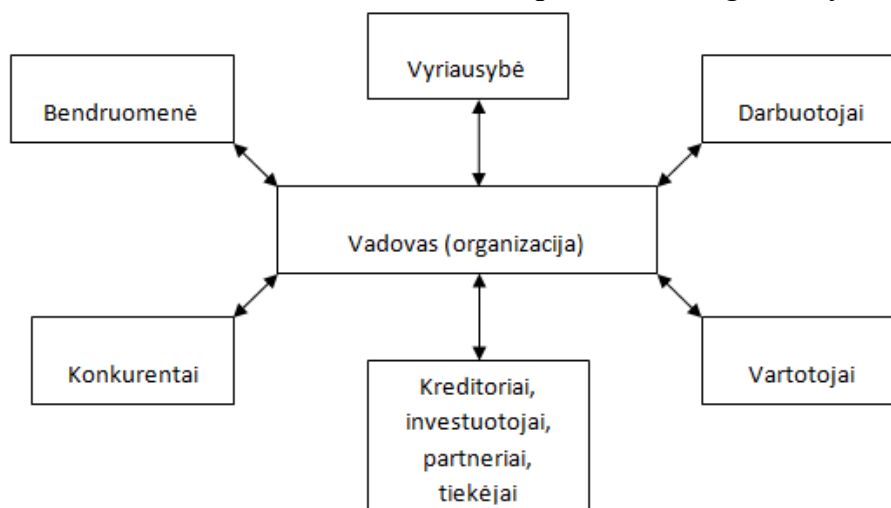 Vyriausybė
Bendruomenė
Darbuotojai
Vadovas (organizacija)
Konkurentai
Kreditoriai,
investuotojai,
partneriai,
tiekėjai
Vartotojai